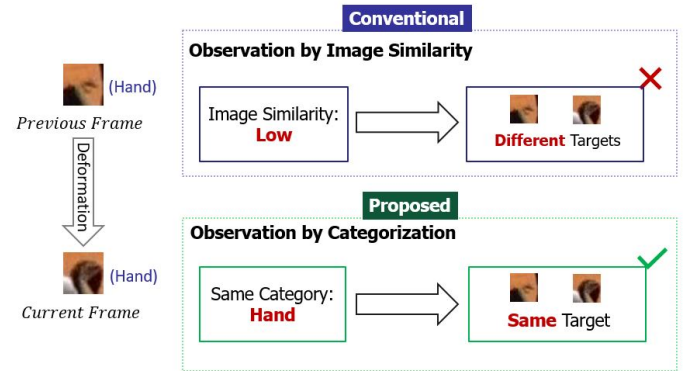 Conventional
Observation by Image Similarity
(Hand)
Previous Frame
Image Similarity:
Low
Different Targets
Deformation
Proposed
Observation by Categorization
(Hand)
Current Frame
Same Category:
Hand
Same Target